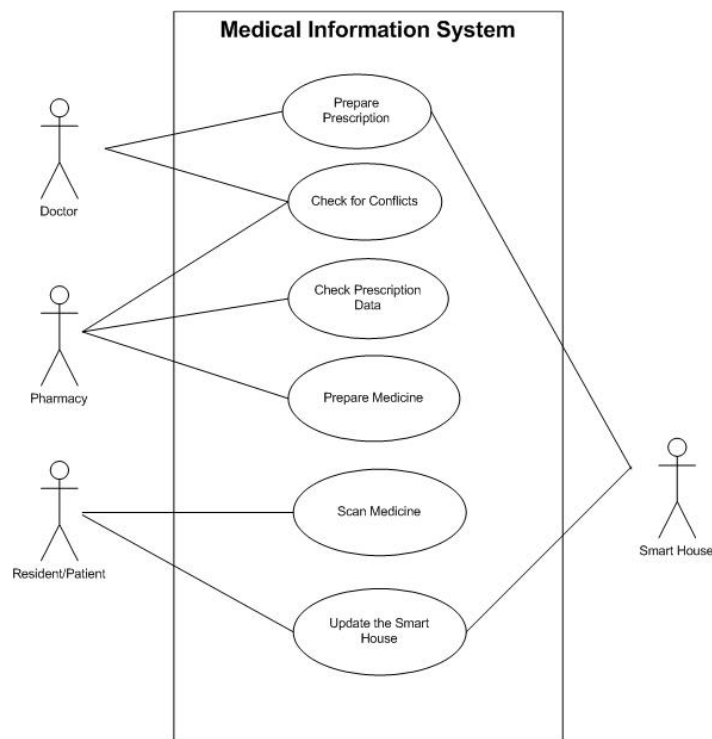 Medical Information System
Prepare
Prescription
Doctor
Check for Conflicts
Check Prescription
Data
Pharmacy
Prepare Medicine
Resident/Patient
Scan Medicine
Smart House
Update the Smart
House